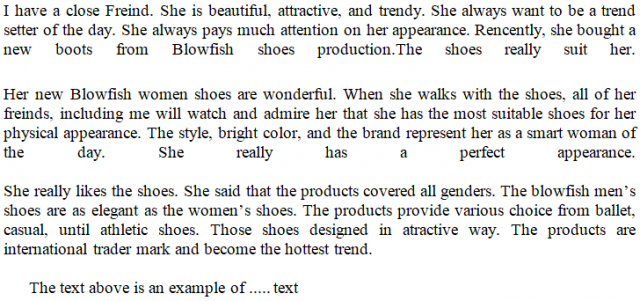 I have a close Freind. She is beautiful, attractive, and trendy. She always want to be a trend
setter of the day. She always pays much attention on her appearance. Rencently, she bought a
new boots from Blowfish shoes production.The shoes really suit her.
Her new Blowfish women shoes are wonderful. When she walks with the shoes, all of her
freinds, including me will watch and admire her that she has the most suitable shoes for her
physical appearance. The style, bright color, and the brand represent her as a smart woman of
the day. She really has a perfect appearance.
She really likes the shoes. She said that the products covered all genders. The blowfish men’s
shoes are as elegant as the women’s shoes. The products provide various choice from ballet,
casual, until athletic shoes. Those shoes designed in atractive way. The products are
international trader mark and become the hottest trend.
The text above is an example of ..... text